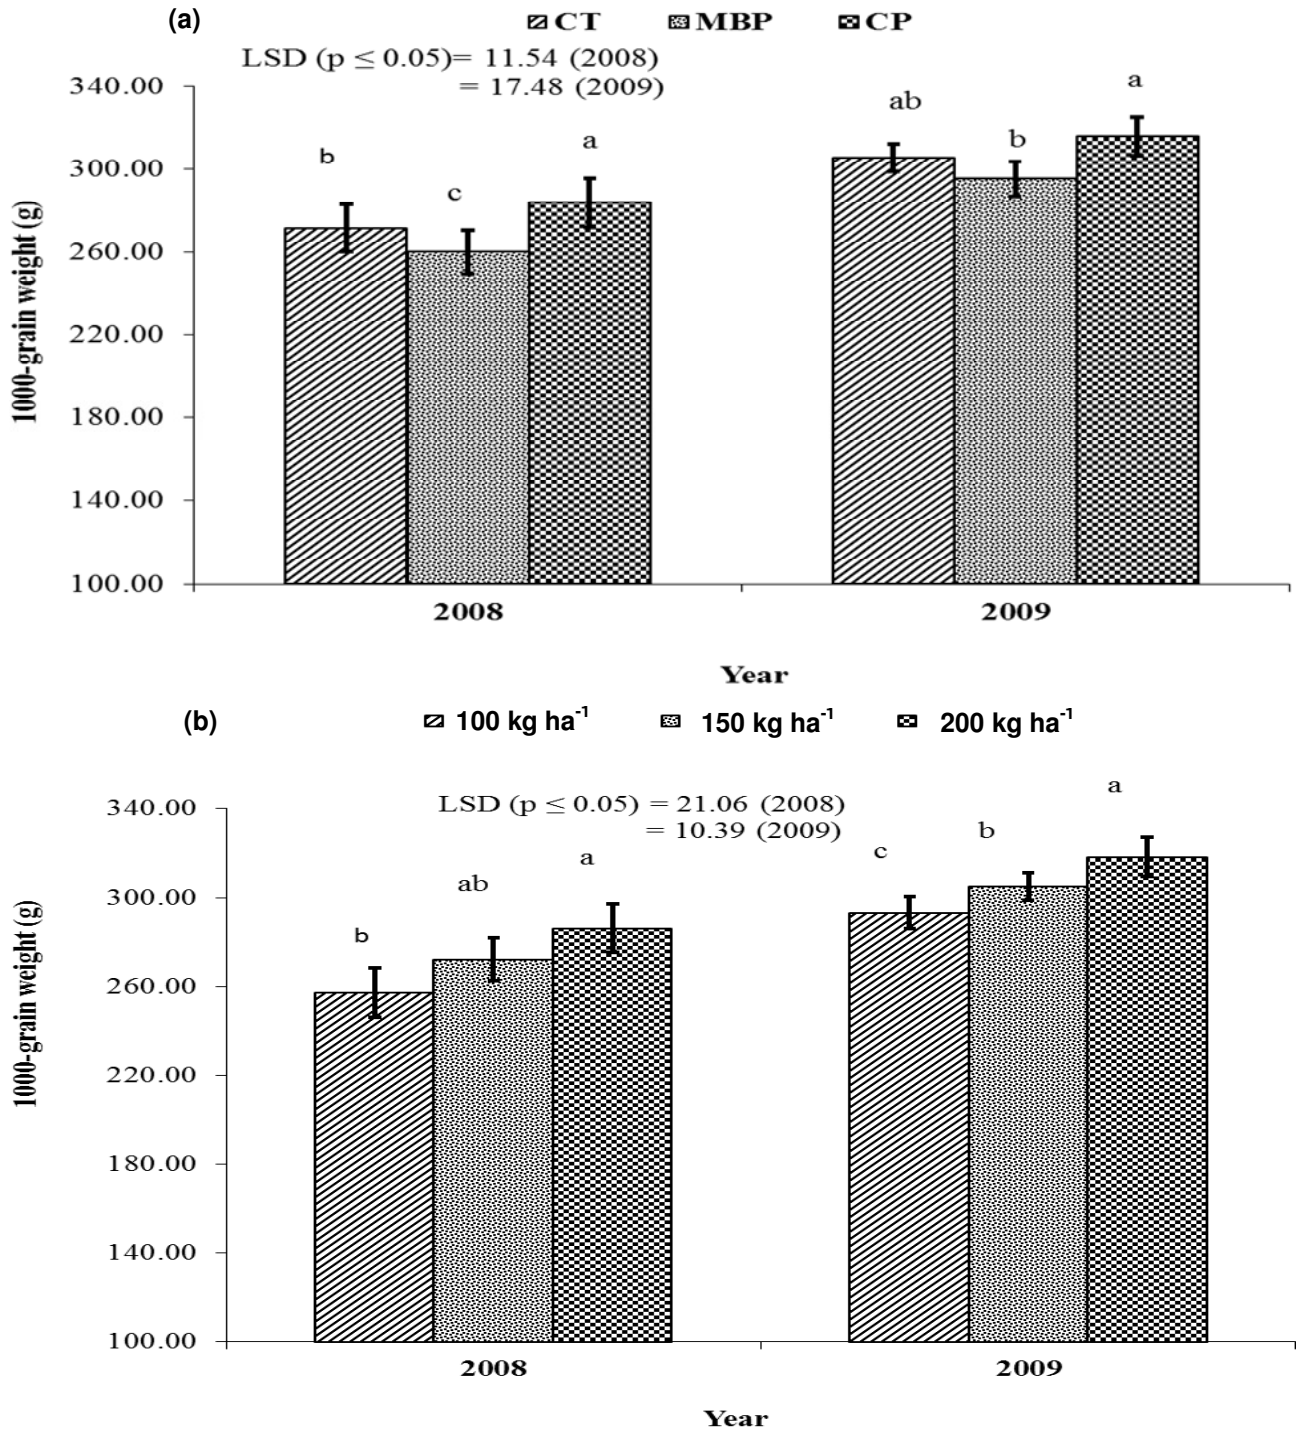 (a)
CT MBP CP
LSD (p ≤ 0.05)= 11.54 (2008)
= 17.48 (2009)
340.00
300.00
260.00
220.00
180.00
140.00
100.00
1000-grain weight (g)
b
c
a
ab
b
a
2008
2009
Year
(b)
100 kg ha⁻¹ 150 kg ha⁻¹ 200 kg ha⁻¹
LSD (p ≤ 0.05) = 21.06 (2008)
= 10.39 (2009)
340.00
300.00
260.00
220.00
180.00
140.00
100.00
1000-grain weight (g)
b
ab
a
c
b
a
2008
2009
Year